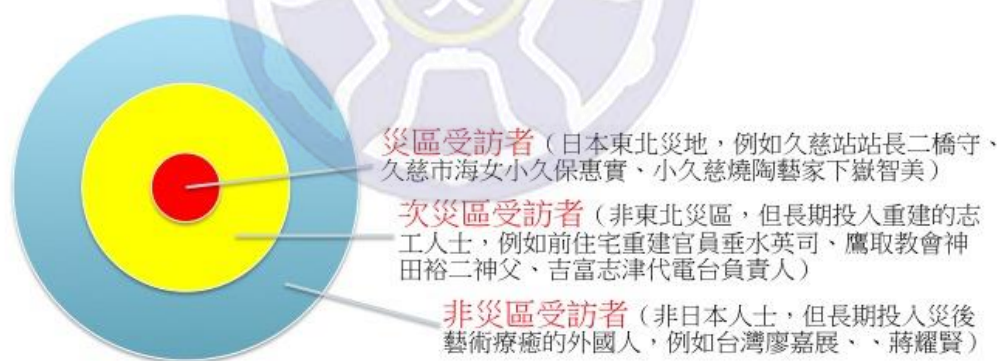 災區受訪者（日本東北災地，例如久慈站站長二橋守、
久慈市海女小久保惠實、小久慈燒陶藝家下嶽智美）
次災區受訪者（非東北災區，但長期投入重建的志
工人士，例如前住宅重建官員垂水英司、鷹取教會神
田裕二神父、吉富志津代電台負責人）
非災區受訪者（非日本人士，但長期投入災後
藝術療癒的外國人，例如台灣廖嘉展、、蔣耀賢）